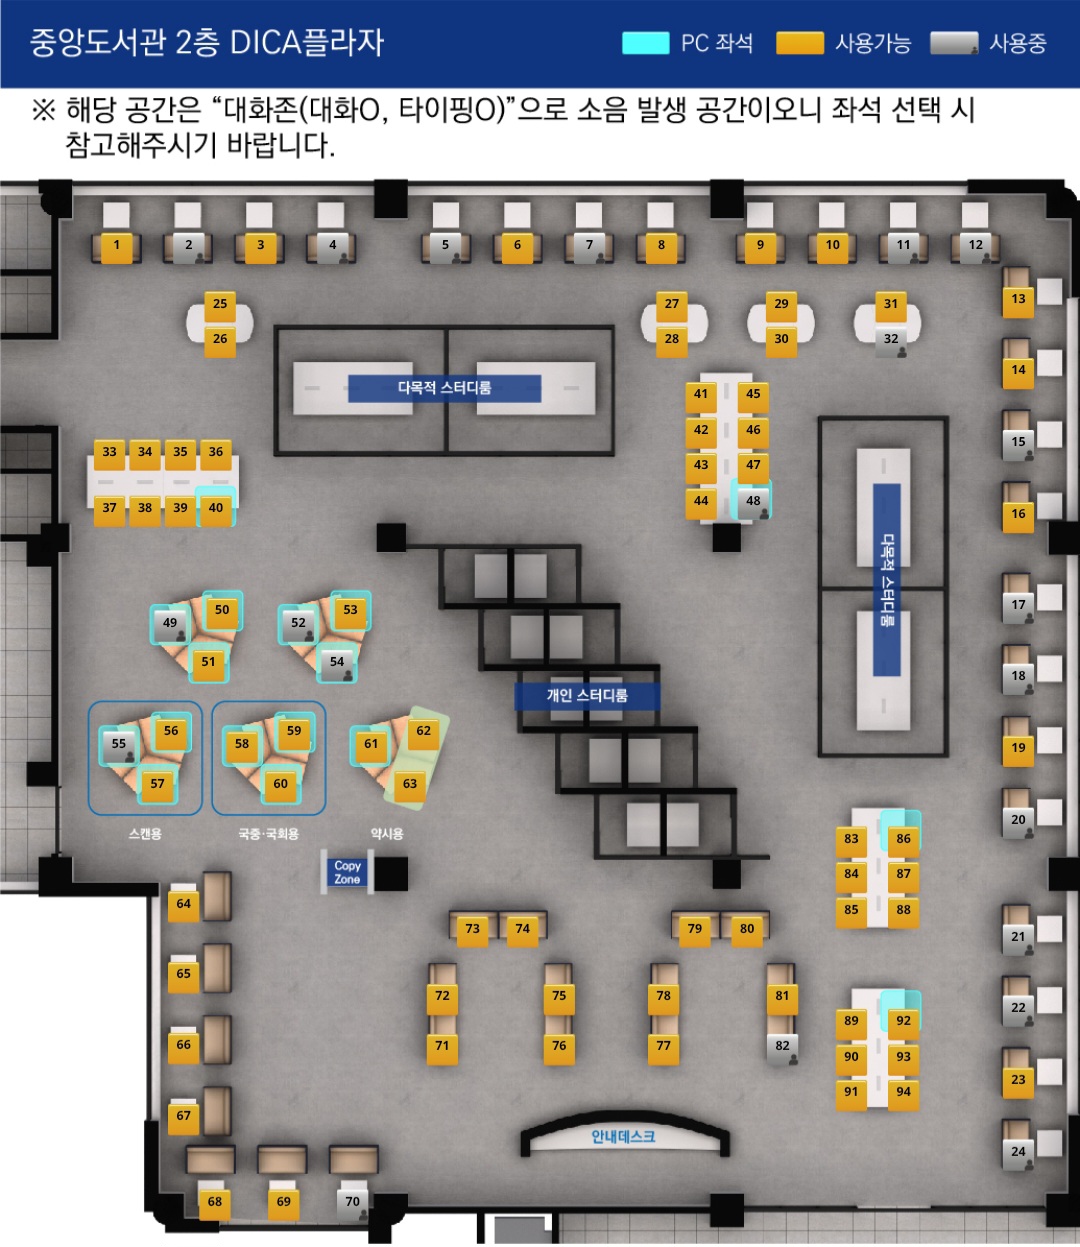 중앙도서관 2층 DICA플라자
PC 좌석 사용가능 사용중
※ 해당 공간은 “대화존(대화O, 타이핑O)”으로 소음 발생 공간이오니 좌석 선택 시
참고해주시기 바랍니다.
1 2 3 4 5 6 7 8 9 10 11 12
13
25 27 29 31
26 28 30 32
14
다목적 스터디룸
41 45
42 46
15
33 34 35 36
43 47
44 48
37 38 39 40
16
다목적 스터디룸
49 50 52 53
17
51 54
18
개인 스터디룸
55 56 58 59 61 62
19
57 60 63
20
스캔용 국중·국회용 약시용
83 86
Copy
Zone
84 87
64
85 88
73 74 79 80
21
65
72 75 78 81
22
89 92
66
71 76 77 82
90 93
23
91 94
67
안내데스크
24
68 69 70